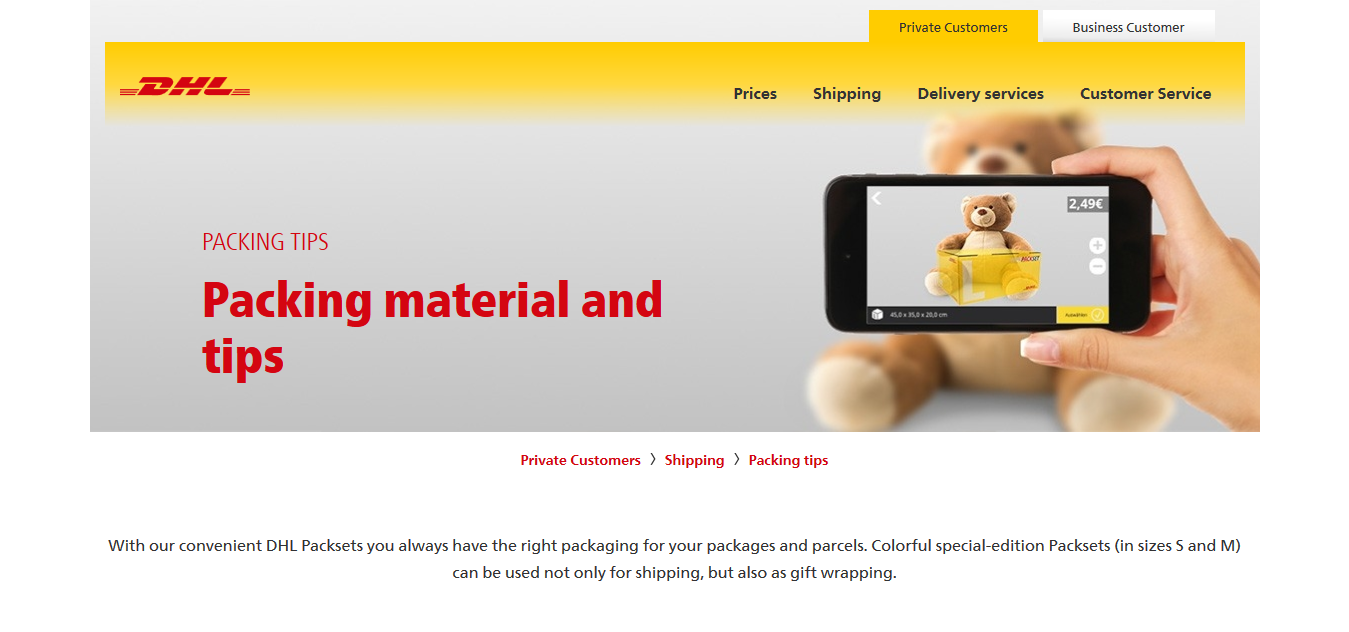 Private Customers
Business Customer
DHL
Prices
Shipping
Delivery services
Customer Service
2,49€
PACKSET
L
45,0 x 35,0 x 20,0 cm
Auswählen
PACKING TIPS
Packing material and
tips
Private Customers > Shipping > Packing tips
With our convenient DHL Packsets you always have the right packaging for your packages and parcels. Colorful special-edition Packsets (in sizes S and M)
can be used not only for shipping, but also as gift wrapping.